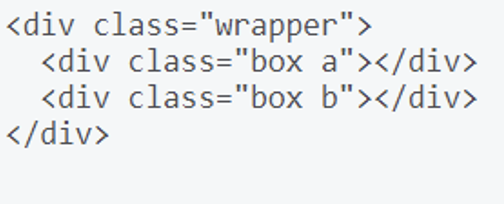 <div class="wrapper">
  <div class="box a"></div>
  <div class="box b"></div>
</div>